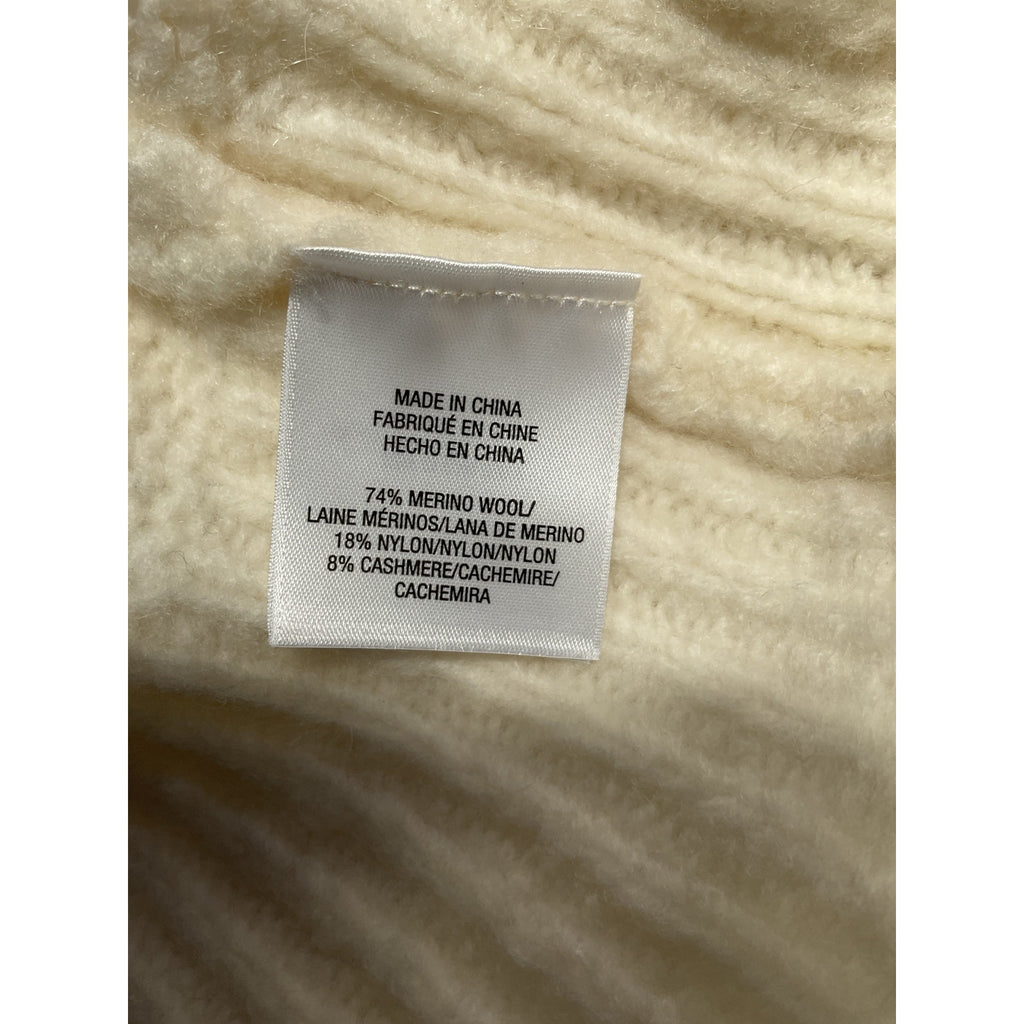 MADE IN CHINA
FABRIQUÉ EN CHINE
HECHO EN CHINA
74% MERINO WOOL/
LAINE MÉRINOS/LANA DE MERINO
18% NYLON/NYLON/NYLON
8% CASHMERE/CACHEMIRE/
CACHEMIRA